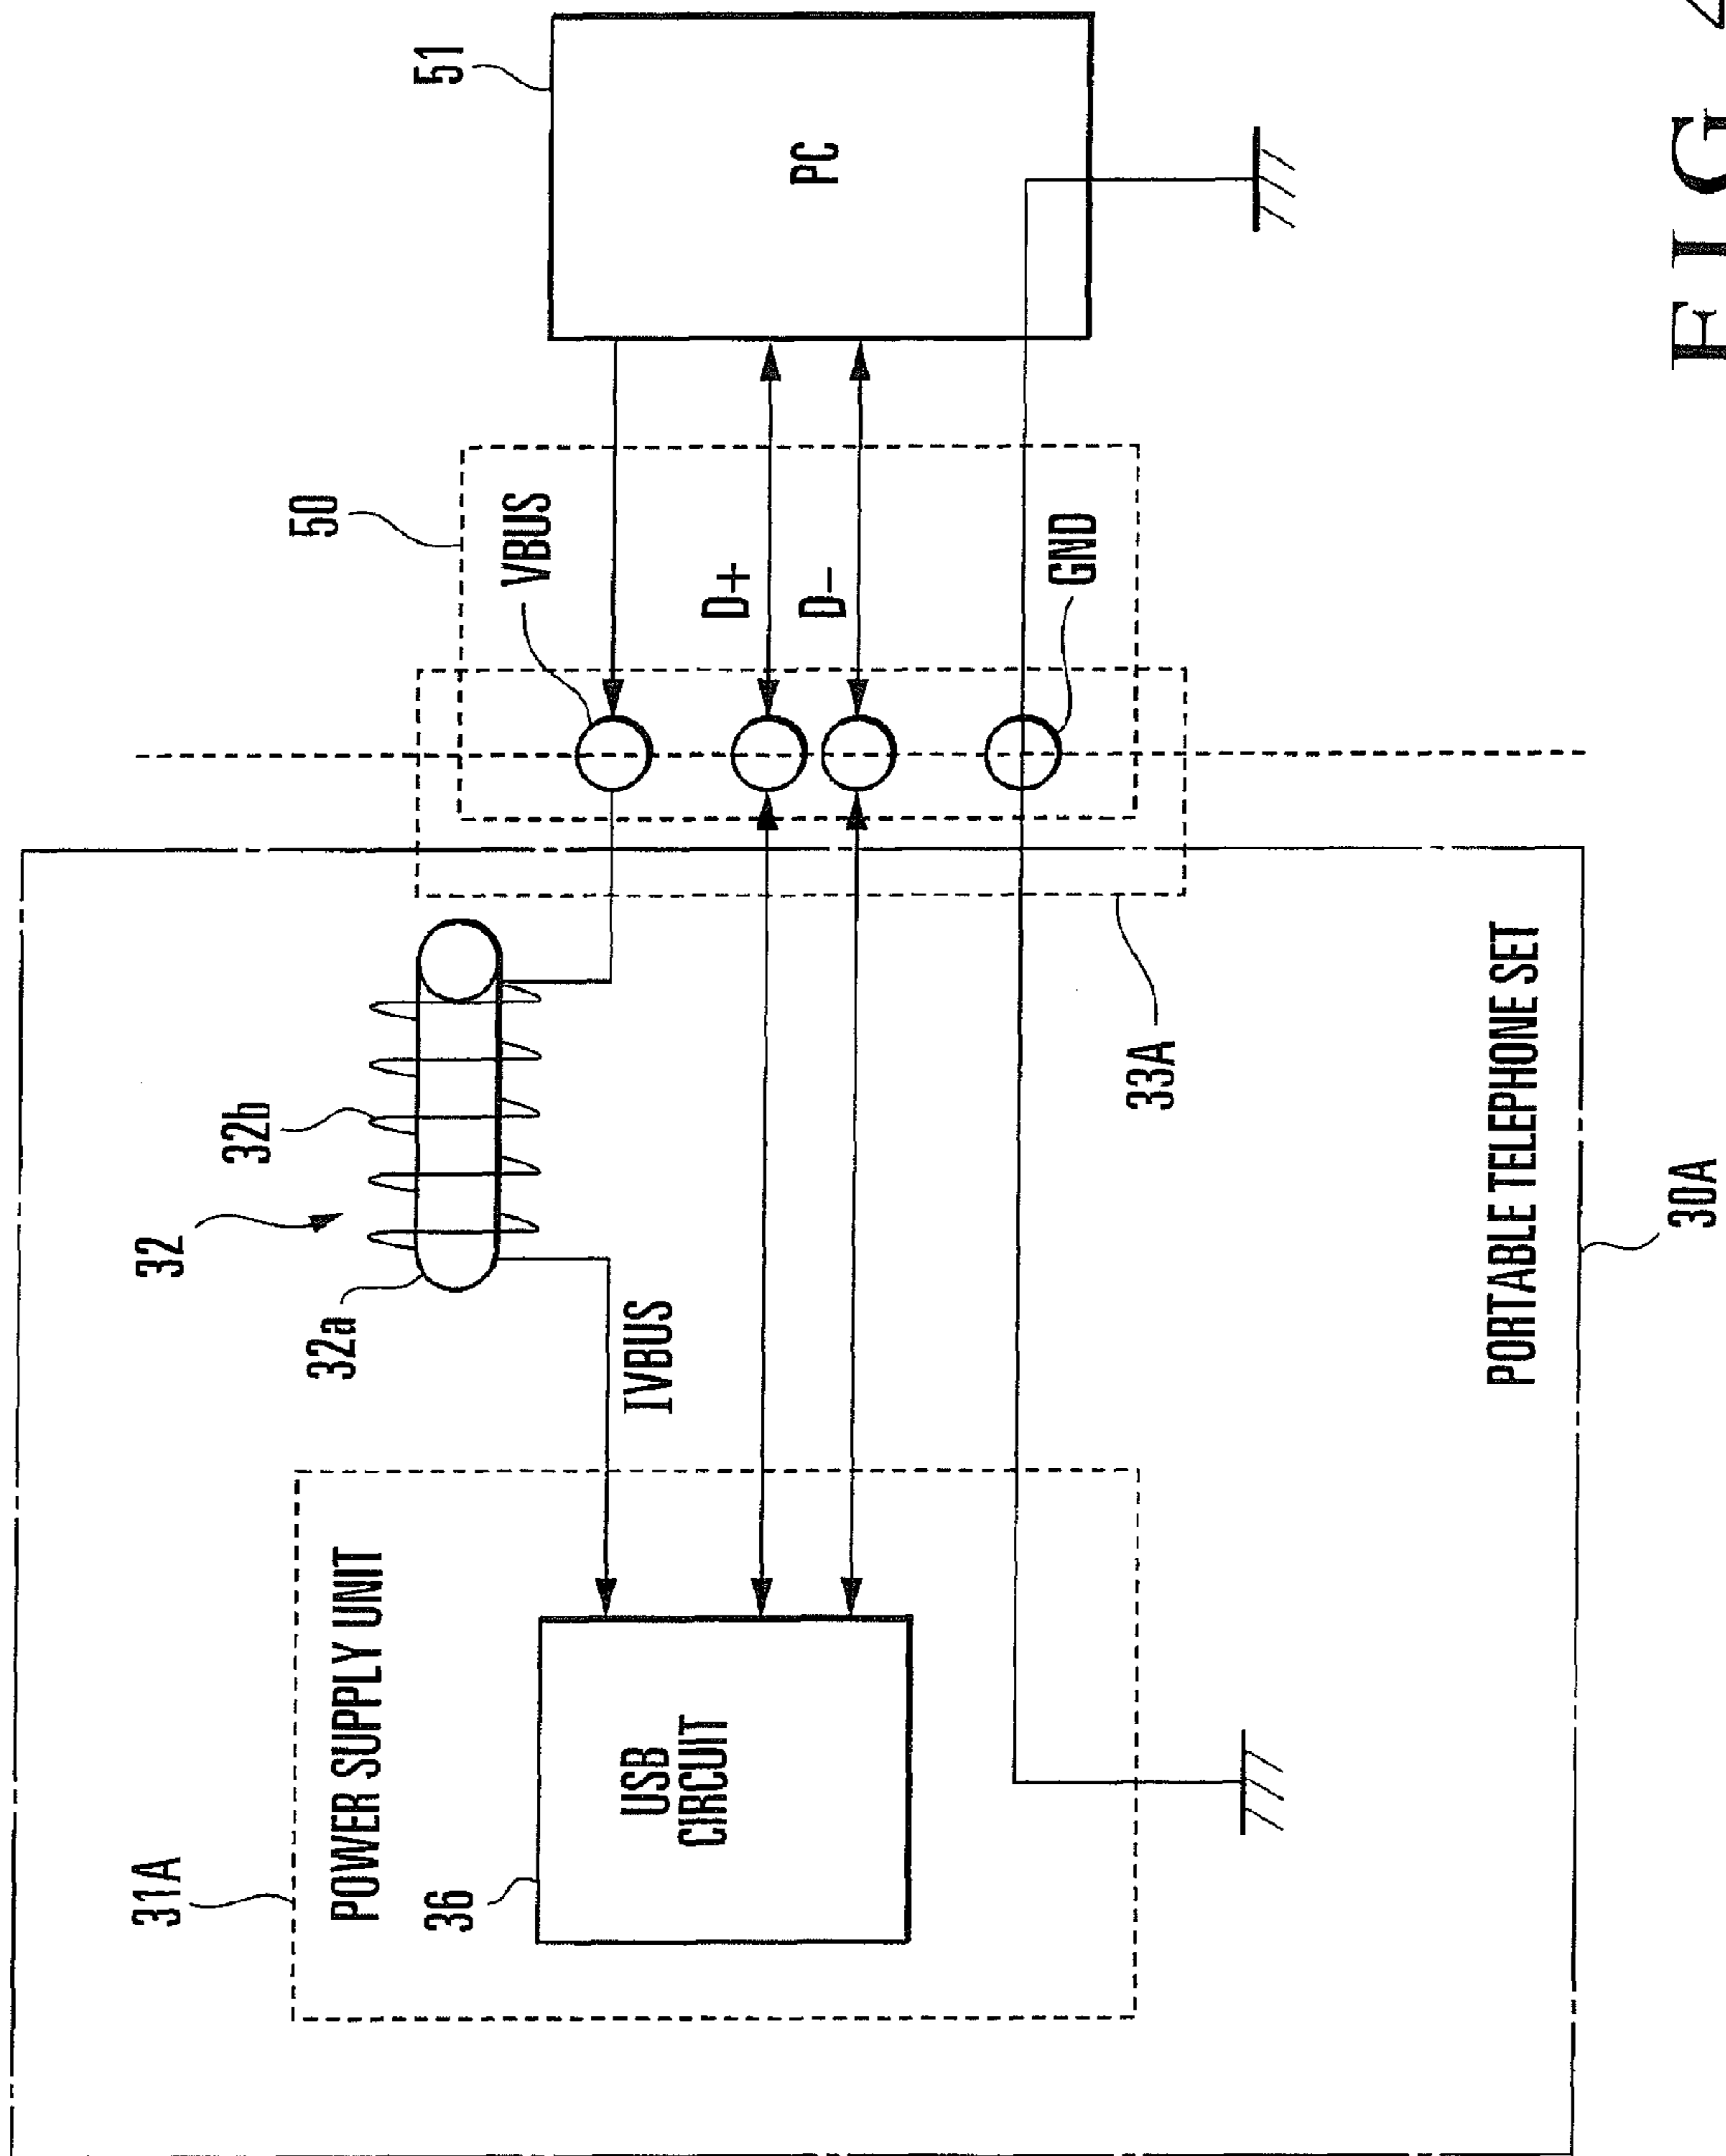 31A
32
32b
50
32a
POWER SUPPLY UNIT
51
36
VBUS
USB
CIRCUIT
IVBUS
D+
PC
D−
GND
33A
PORTABLE TELEPHONE SET
30A
FIG 4